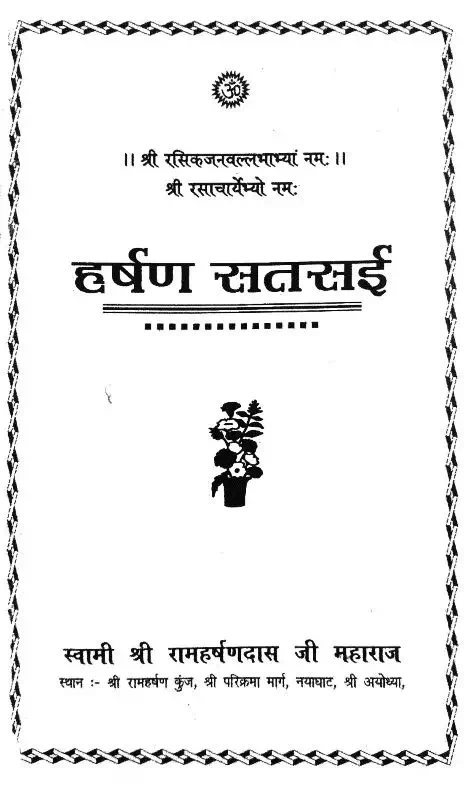 ॐ
।। श्री रसिकजनवल्लभाभ्यां नमः ।।
श्री रसाचार्येभ्यो नमः
हर्षण सतसई
स्वामी श्री रामहर्षणदास जी महाराज
स्थान :- श्री रामहर्षण कुंज, श्री परिक्रमा मार्ग, नयाघाट, श्री अयोध्या,